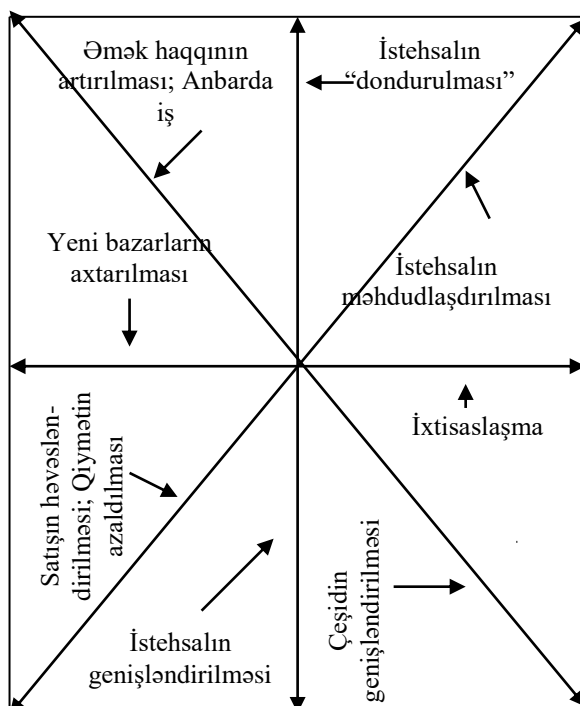 Əmək haqqının
artırılması; Anbarda
iş
İstehsalın
“dondurulması”
Yeni bazarların
axtarılması
İstehsalın
məhdudlaşdırılması
İxtisaslaşma
Satışın həvəslən-
dirilməsi; Qiymətin
azaldılması
İstehsalın
genişləndirilməsi
Çeşidin
genişləndirilməsi